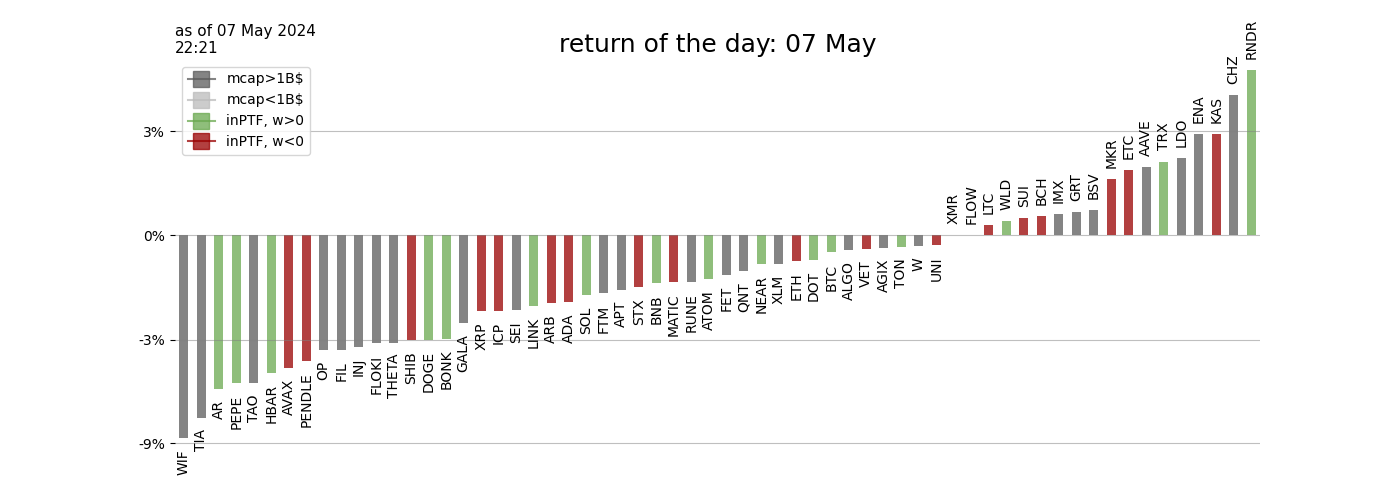 as of 07 May 2024
22:21
return of the day: 07 May
mcap>1B$
mcap<1B$
inPTF, w>0
inPTF, w<0
3%
0%
-3%
-9%
WIF
TIA
AR
PEPE
TAO
HBAR
AVAX
PENDLE
OP
FIL
INJ
FLOKI
THETA
SHIB
DOGE
BONK
GALA
XRP
ICP
SEI
LINK
ARB
ADA
SOL
FTM
APT
STX
BNB
MATIC
RUNE
ATOM
FET
QNT
NEAR
XLM
ETH
DOT
BTC
ALGO
VET
AGIX
TON
W
UNI
XMR
FLOW
LTC
WLD
SUI
BCH
IMX
GRT
BSV
MKR
ETC
AAVE
TRX
LDO
ENA
KAS
CHZ
RNDR